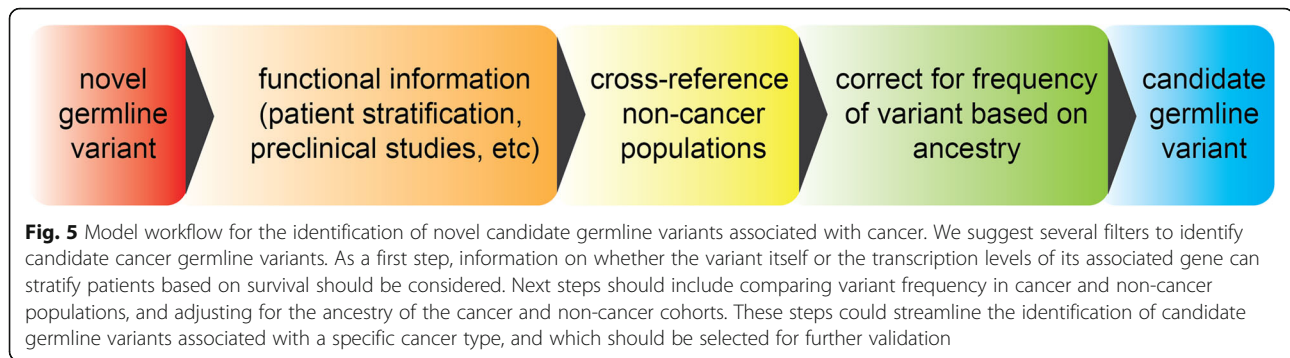 novel
germline
variant
functional information
(patient stratification,
preclinical studies, etc)
cross-reference
non-cancer
populations
correct for frequency
of variant based on
ancestry
candidate
germline
variant
Fig. 5 Model workflow for the identification of novel candidate germline variants associated with cancer. We suggest several filters to identify
candidate cancer germline variants. As a first step, information on whether the variant itself or the transcription levels of its associated gene can
stratify patients based on survival should be considered. Next steps should include comparing variant frequency in cancer and non-cancer
populations, and adjusting for the ancestry of the cancer and non-cancer cohorts. These steps could streamline the identification of candidate
germline variants associated with a specific cancer type, and which should be selected for further validation